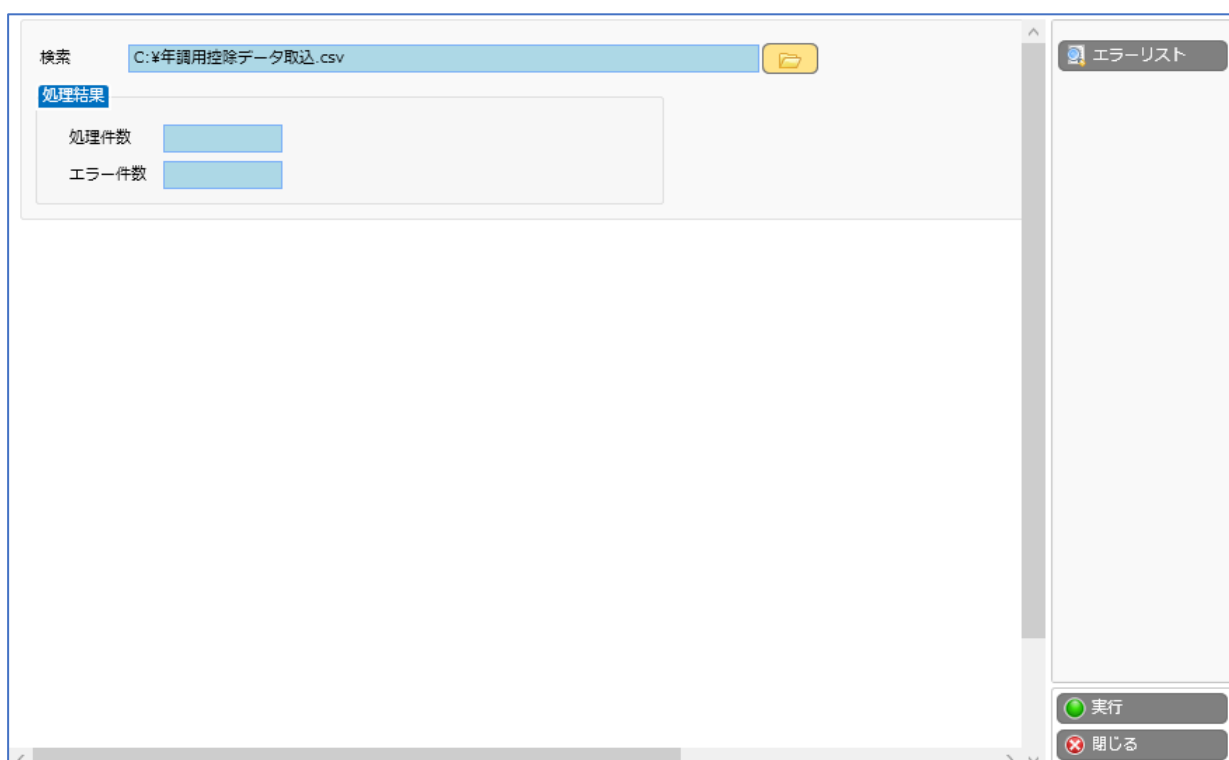 検索 C:¥年調用控除データ取込.csv
エラーリスト
処理結果
処理件数
エラー件数
実行
閉じる